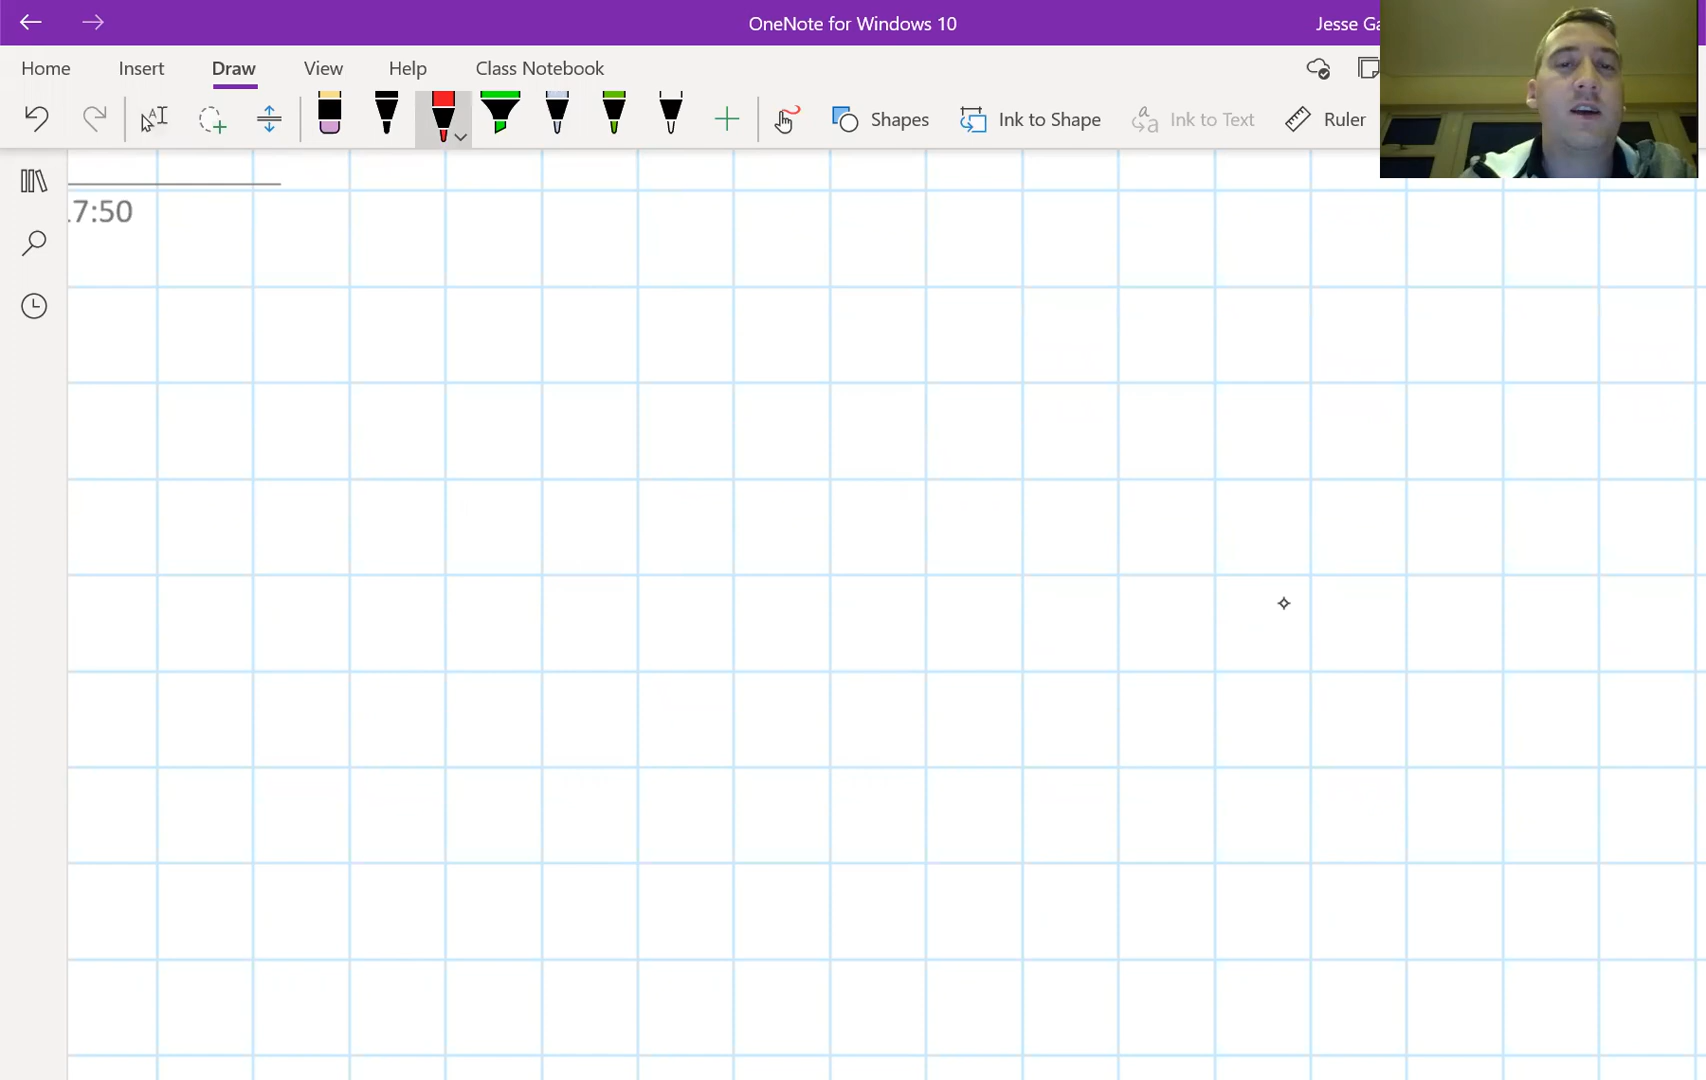 OneNote for Windows 10
Jesse Ga
Home Insert Draw View Help Class Notebook
Shapes Ink to Shape Ink to Text Ruler
17:50